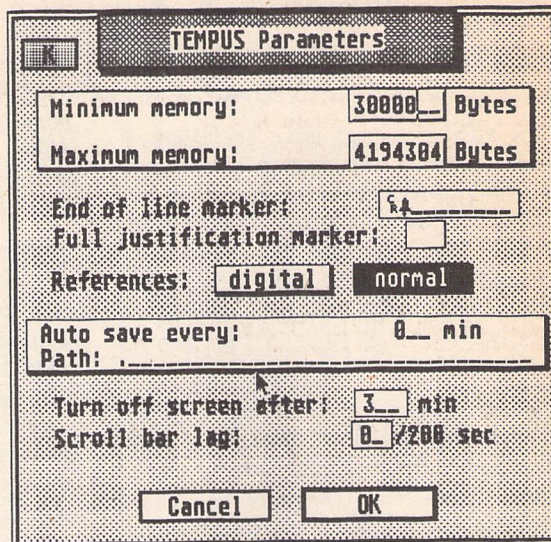 TEMPUS Parameters
K
Minimum memory: 30000__ Bytes
Maximum memory: 4194304 Bytes
End of line marker: CR_________
Full justification marker:
References: digital normal
Auto save every: 0__ min
Path: ._______________________________
Turn off screen after: 3__ min
Scroll bar lag: 0_/200 sec
Cancel OK